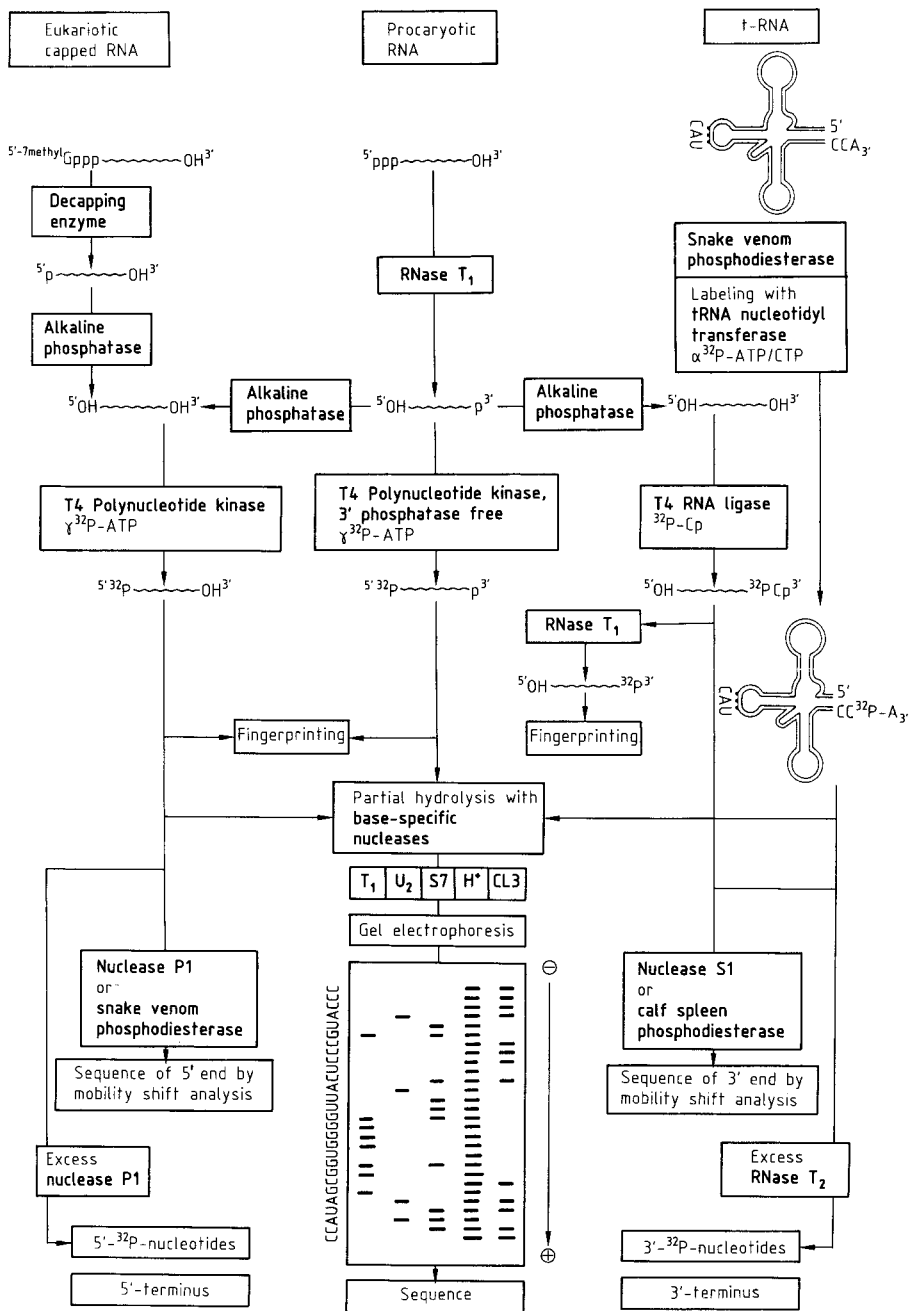 Eukariotic
capped RNA
Procaryotic
RNA
t-RNA
CAU
5'
CCA3'
5'-7methylGppp OH3'
5'ppp OH3'
Decapping
enzyme
5'p OH3'
Alkaline
phosphatase
RNase T1
Snake venom
phosphodiesterase
Labeling with
tRNA nucleotidyl
transferase
α32P-ATP/CTP
5'OH OH3'
Alkaline
phosphatase
5'OH p3'
Alkaline
phosphatase
5'OH OH3'
T4 Polynucleotide kinase
γ32P-ATP
T4 Polynucleotide kinase,
3' phosphatase free
γ32P-ATP
T4 RNA ligase
32P-Cp
5'32P OH3'
5'32P p3'
5'OH 32PCp3'
RNase T1
5'OH 32P3'
Fingerprinting
Fingerprinting
CAU
5'
CC32P-A3'
Partial hydrolysis with
base-specific
nucleases
T1 U2 S7 H+ CL3
Gel electrophoresis
CCAUAGCGGUGGGGUUACUCCCGUACCC
⊖
⊕
Nuclease P1
or
snake venom
phosphodiesterase
Sequence of 5' end by
mobility shift analysis
Nuclease S1
or
calf spleen
phosphodiesterase
Sequence of 3' end by
mobility shift analysis
Excess
nuclease P1
Excess
RNase T2
5'-32P-nucleotides
5'-terminus
Sequence
3'-32P-nucleotides
3'-terminus